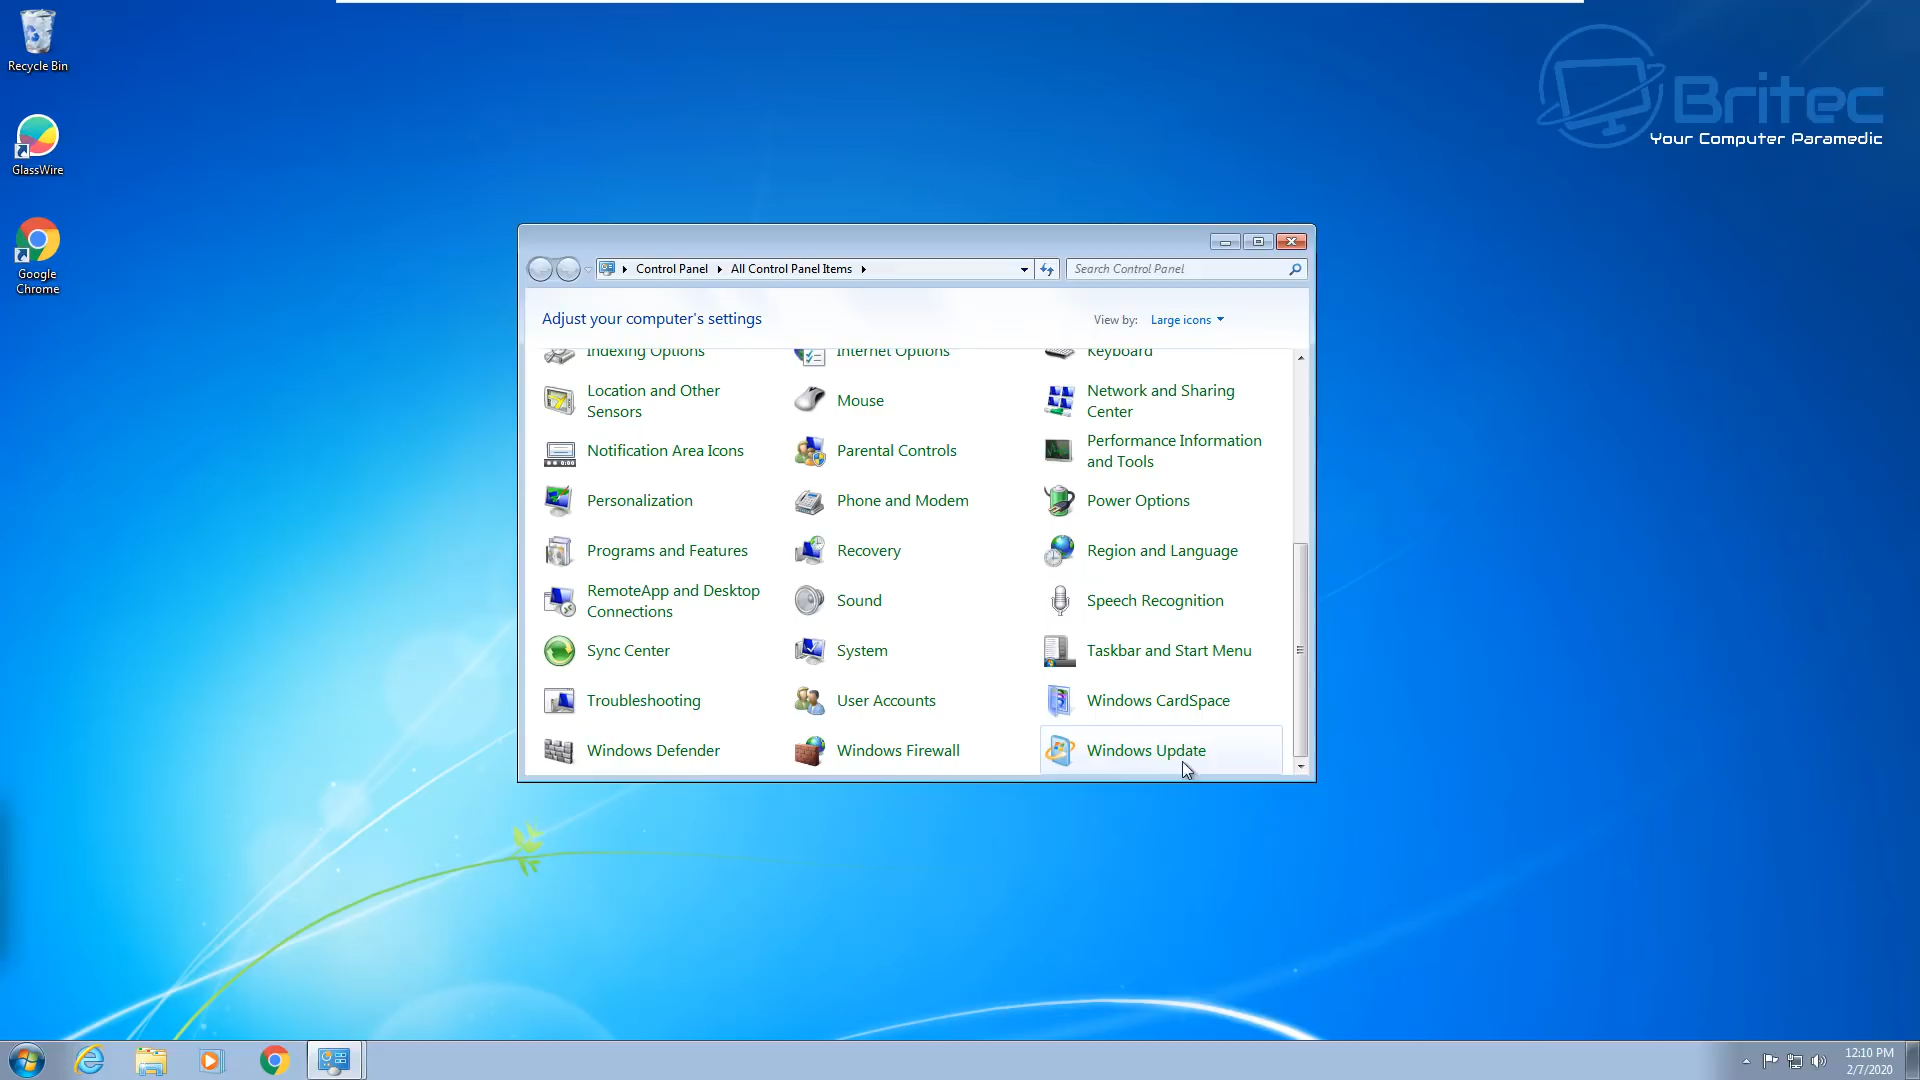 Recycle Bin
GlassWire
Google
Chrome
Britec
Your Computer Paramedic
Control Panel
All Control Panel Items
Search Control Panel
Adjust your computer's settings
View by:
Large icons
Indexing Options
Internet Options
Keyboard
Location and Other
Sensors
Mouse
Network and Sharing
Center
Notification Area Icons
Parental Controls
Performance Information
and Tools
Personalization
Phone and Modem
Power Options
Programs and Features
Recovery
Region and Language
RemoteApp and Desktop
Connections
Sound
Speech Recognition
Sync Center
System
Taskbar and Start Menu
Troubleshooting
User Accounts
Windows CardSpace
Windows Defender
Windows Firewall
Windows Update
12:10 PM
2/7/2020